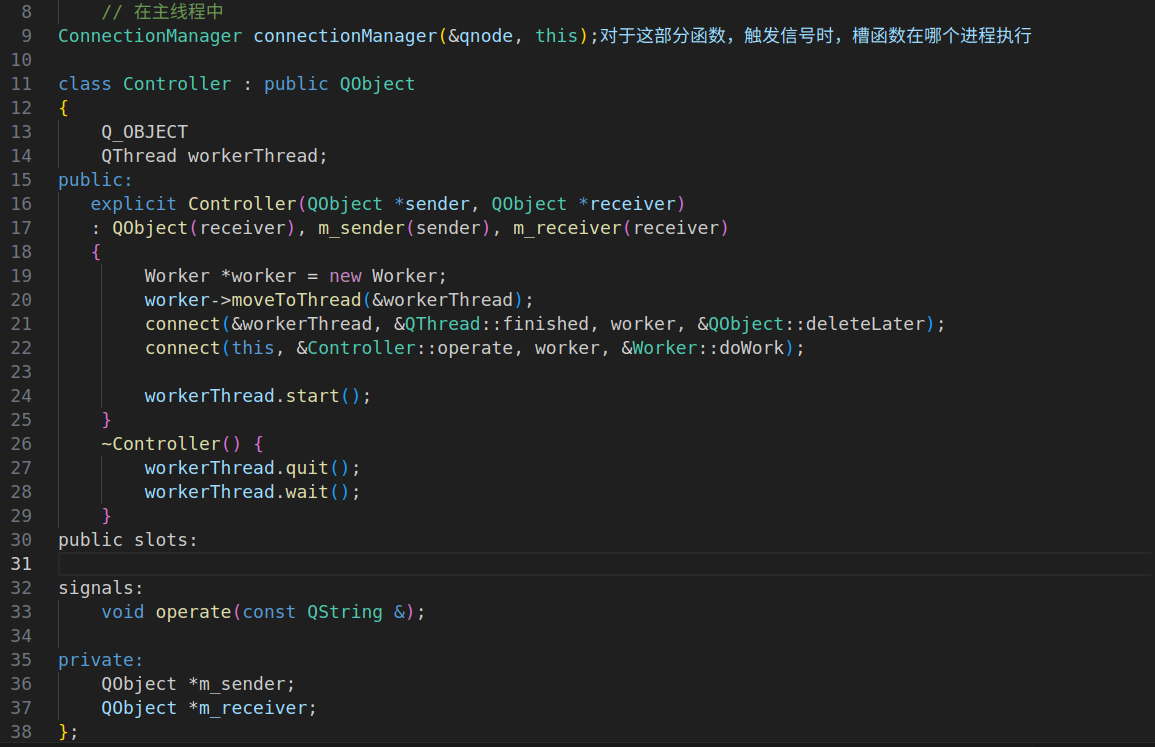 8 // 在主线程中
9 ConnectionManager connectionManager(&qnode, this);对于这部分函数，触发信号时，槽函数在哪个进程执行
10
11 class Controller : public QObject
12 {
13 Q_OBJECT
14 QThread workerThread;
15 public:
16 explicit Controller(QObject *sender, QObject *receiver)
17 : QObject(receiver), m_sender(sender), m_receiver(receiver)
18 {
19 Worker *worker = new Worker;
20 worker->moveToThread(&workerThread);
21 connect(&workerThread, &QThread::finished, worker, &QObject::deleteLater);
22 connect(this, &Controller::operate, worker, &Worker::doWork);
23
24 workerThread.start();
25 }
26 ~Controller() {
27 workerThread.quit();
28 workerThread.wait();
29 }
30 public slots:
31
32 signals:
33 void operate(const QString &);
34
35 private:
36 QObject *m_sender;
37 QObject *m_receiver;
38 };